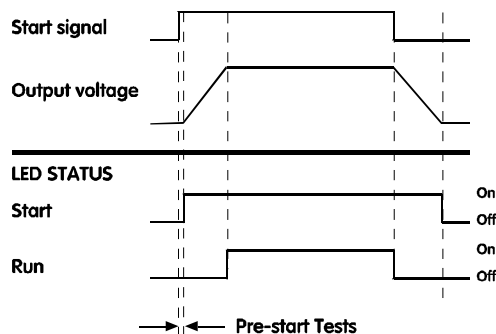 Start signal
Output voltage
LED STATUS
Start
On
Off
Run
On
Off
Pre-start Tests